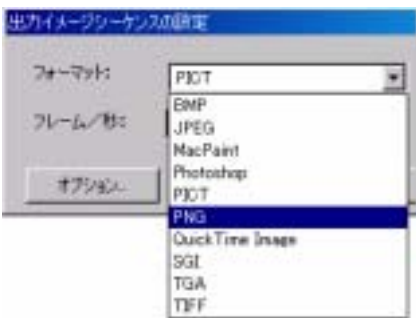 出力イメージシーケンスの設定
フォーマット:
PICT
BMP
JPEG
フレーム／秒:
MacPaint
Photoshop
オプション...
PICT
PNG
QuickTime Image
SGI
TGA
TIFF